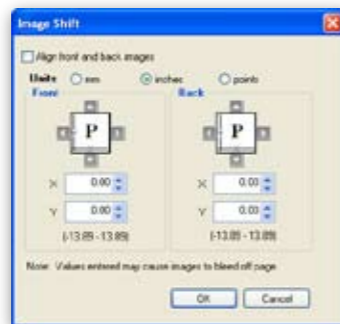 Image Shift
Align front and back images
Units mm inches points
Front Back
P P
X 0.00 X 0.03
Y 0.00 Y 0.03
(-13.89 - 13.89) (-13.89 - 13.89)
Note: Values entered may cause images to bleed off page
OK Cancel